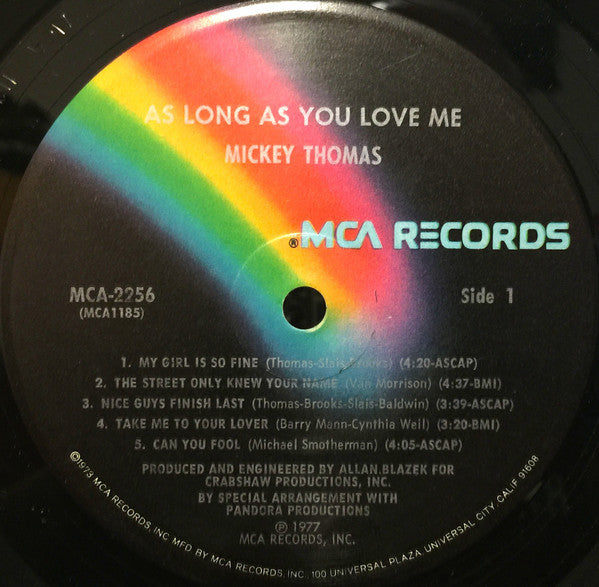 AS LONG AS YOU LOVE ME
MICKEY THOMAS
®MCA RECORDS
MCA-2256
(MCA1185)
Side 1
1. MY GIRL IS SO FINE (Thomas-Slais-Brooks) (4:20-ASCAP)
2. THE STREET ONLY KNEW YOUR NAME (Van Morrison) (4:37-BMI)
3. NICE GUYS FINISH LAST (Thomas-Brooks-Slais-Baldwin) (3:39-ASCAP)
4. TAKE ME TO YOUR LOVER (Barry Mann-Cynthia Weil) (3:20-BMI)
5. CAN YOU FOOL (Michael Smotherman) (4:05-ASCAP)
PRODUCED AND ENGINEERED BY ALLAN BLAZEK FOR
CRABSHAW PRODUCTIONS, INC.
BY SPECIAL ARRANGEMENT WITH
PANDORA PRODUCTIONS
℗ 1977
MCA RECORDS, INC.
©1973 MCA RECORDS, INC. MFD. BY MCA RECORDS, INC., 100 UNIVERSAL PLAZA, UNIVERSAL CITY, CALIF. 91608